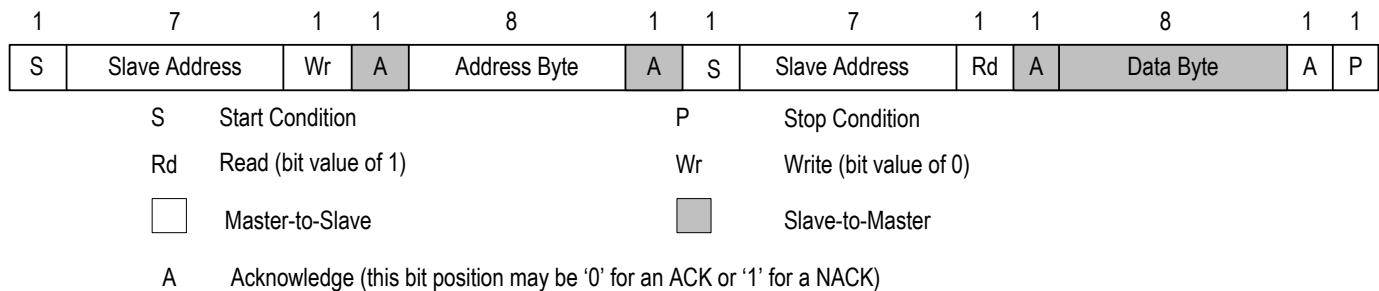 1 7 1 1 8 1 1 7 1 1 8 1 1
S Slave Address Wr A Address Byte A S Slave Address Rd A Data Byte A P
S Start Condition P Stop Condition
Rd Read (bit value of 1) Wr Write (bit value of 0)
Master-to-Slave Slave-to-Master
A Acknowledge (this bit position may be ‘0’ for an ACK or ‘1’ for a NACK)